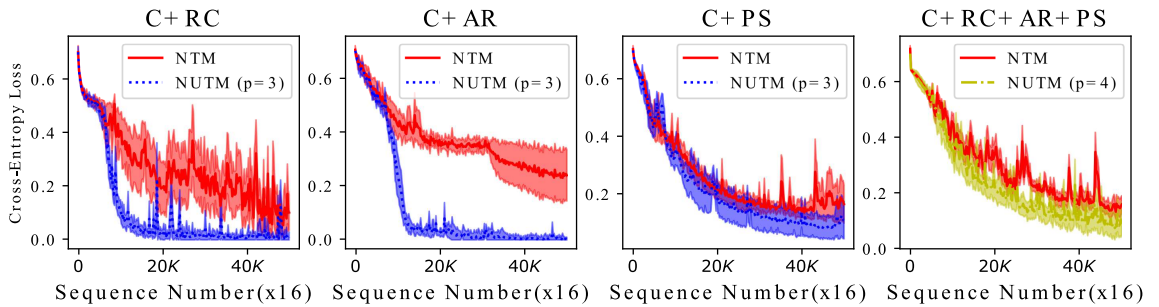 C+RC
C+AR
C+PS
C+RC+AR+PS
Cross-Entropy Loss
0.6
0.4
0.2
0.0
NTM
NUTM (p=3)
0
20K
40K
Sequence Number(x16)
0.6
0.4
0.2
0.0
NTM
NUTM (p=3)
0
20K
40K
Sequence Number(x16)
0.6
0.4
0.2
NTM
NUTM (p=3)
0
20K
40K
Sequence Number(x16)
0.6
0.4
0.2
0.0
NTM
NUTM (p=4)
0
20K
40K
Sequence Number(x16)